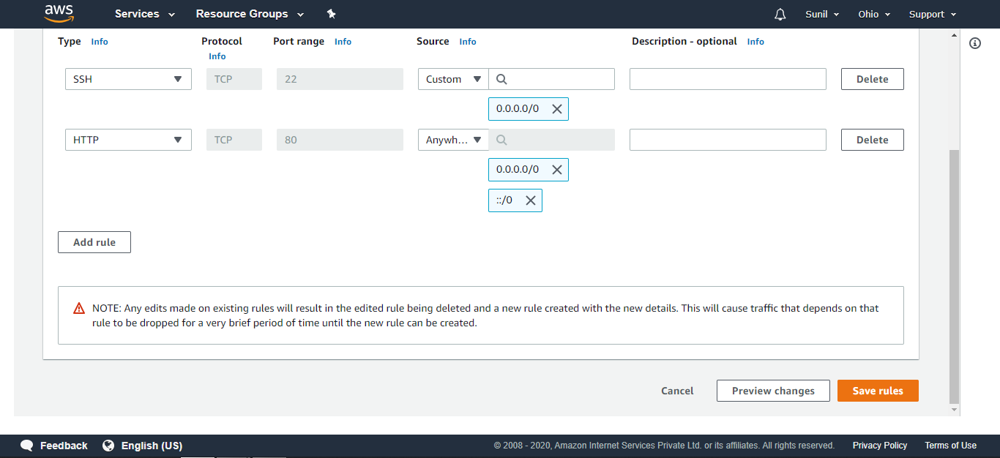 aws Services Resource Groups Sunil Ohio Support
Type Info Protocol Info Port range Info Source Info Description - optional Info
SSH TCP 22 Custom Delete
0.0.0.0/0
HTTP TCP 80 Anywh... Delete
0.0.0.0/0
::/0
Add rule
NOTE: Any edits made on existing rules will result in the edited rule being deleted and a new rule created with the new details. This will cause traffic that depends on that
rule to be dropped for a very brief period of time until the new rule can be created.
Cancel Preview changes Save rules
Feedback English (US) © 2008 - 2020, Amazon Internet Services Private Ltd. or its affiliates. All rights reserved. Privacy Policy Terms of Use